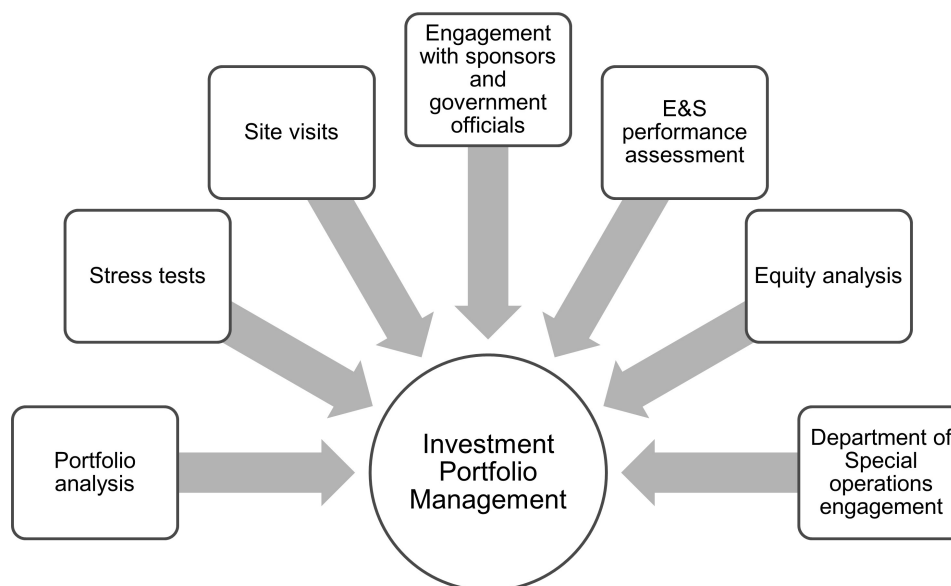 Engagement
with sponsors
and
government
officials
Site visits
E&S
performance
assessment
Stress tests
Equity analysis
Portfolio
analysis
Investment
Portfolio
Management
Department of
Special
operations
engagement